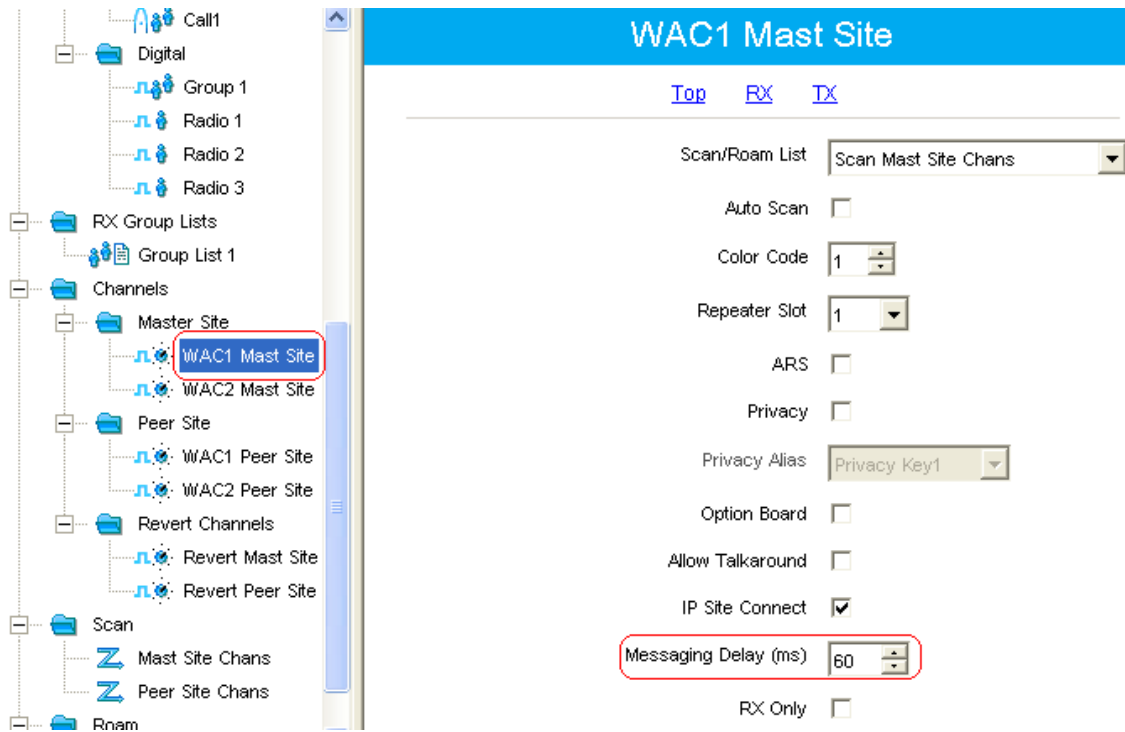 Call1
Digital
Group 1
Radio 1
Radio 2
Radio 3
RX Group Lists
Group List 1
Channels
Master Site
WAC1 Mast Site
WAC2 Mast Site
Peer Site
WAC1 Peer Site
WAC2 Peer Site
Revert Channels
Revert Mast Site
Revert Peer Site
Scan
Mast Site Chans
Peer Site Chans
Roam
WAC1 Mast Site
Top RX TX
Scan/Roam List Scan Mast Site Chans
Auto Scan
Color Code 1
Repeater Slot 1
ARS
Privacy
Privacy Alias Privacy Key1
Option Board
Allow Talkaround
IP Site Connect
Messaging Delay (ms) 60
RX Only